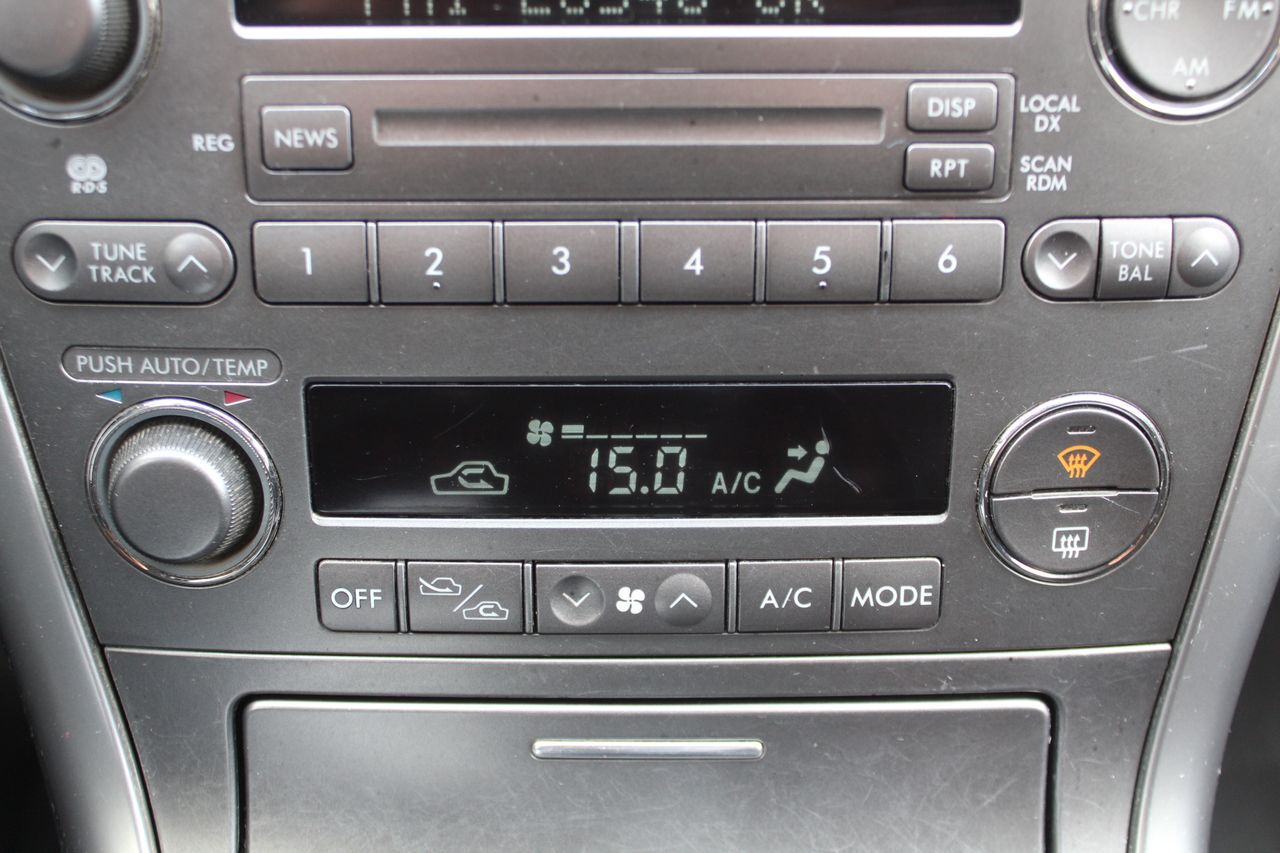 CHR FM
AM
NEWS
DISP
LOCAL
DX
REG
RPT
SCAN
RDM
R·D·S
TUNE
TRACK
1 2 3 4 5 6
TONE
BAL
PUSH AUTO/TEMP
15.0 A/C
OFF
A/C
MODE